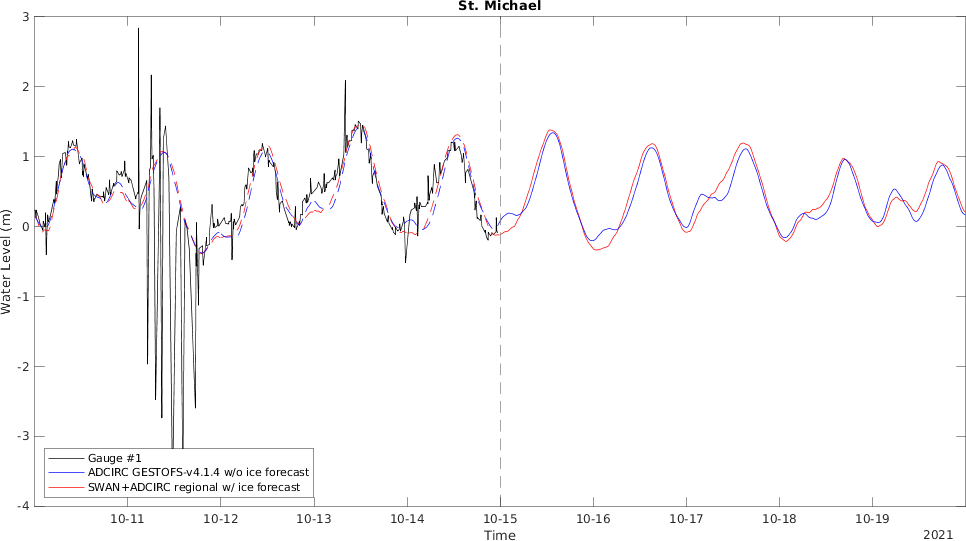 St. Michael
3
2
1
0
-1
-2
-3
-4
Water Level (m)
Gauge #1
ADCIRC GESTOFS-v4.1.4 w/o ice forecast
SWAN+ADCIRC regional w/ ice forecast
10-11 10-12 10-13 10-14 10-15 10-16 10-17 10-18 10-19
Time
2021